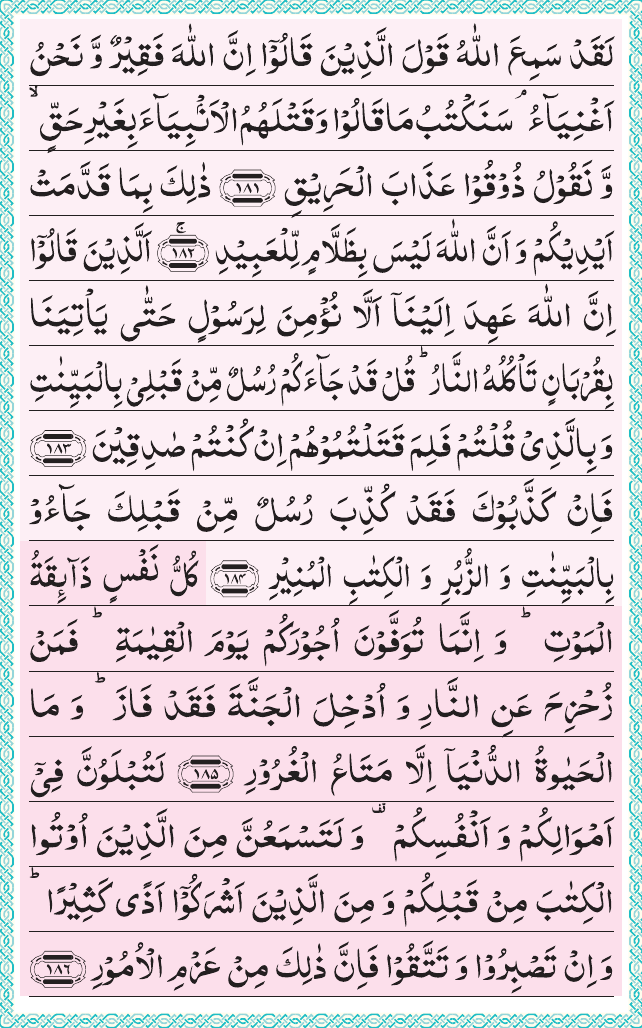 لَقَدۡ سَمِعَ اللّٰهُ قَوۡلَ الَّذِيۡنَ قَالُوۡۤا اِنَّ اللّٰهَ فَقِيۡرٌ وَّ نَحۡنُ
اَغۡنِيَآءُ ۘ سَنَكۡتُبُ مَا قَالُوۡا وَ قَتۡلَهُمُ الۡاَنۡۢبِيَآءَ بِغَيۡرِ حَقٍّ ۙ
وَّ نَقُوۡلُ ذُوۡقُوۡا عَذَابَ الۡحَرِيۡقِ ﴿۱۸۱﴾ ذٰلِكَ بِمَا قَدَّمَتۡ
اَيۡدِيۡكُمۡ وَ اَنَّ اللّٰهَ لَيۡسَ بِظَلَّامٍ لِّلۡعَبِيۡدِ ﴿ۚ۱۸۲﴾ اَلَّذِيۡنَ قَالُوۡۤا
اِنَّ اللّٰهَ عَهِدَ اِلَيۡنَاۤ اَلَّا نُؤۡمِنَ لِرَسُوۡلٍ حَتّٰى يَاۡتِيَنَا
بِقُرۡبَانٍ تَاۡكُلُهُ النَّارُ ؕ قُلۡ قَدۡ جَآءَكُمۡ رُسُلٌ مِّنۡ قَبۡلِىۡ بِالۡبَيِّنٰتِ
وَ بِالَّذِىۡ قُلۡتُمۡ فَلِمَ قَتَلۡتُمُوۡهُمۡ اِنۡ كُنۡتُمۡ صٰدِقِيۡنَ ﴿۱۸۳﴾
فَاِنۡ كَذَّبُوۡكَ فَقَدۡ كُذِّبَ رُسُلٌ مِّنۡ قَبۡلِكَ جَآءُوۡ
بِالۡبَيِّنٰتِ وَ الزُّبُرِ وَ الۡكِتٰبِ الۡمُنِيۡرِ ﴿۱۸۴﴾ كُلُّ نَفۡسٍ ذَآٮِٕقَةُ
الۡمَوۡتِ ؕ وَ اِنَّمَا تُوَفَّوۡنَ اُجُوۡرَكُمۡ يَوۡمَ الۡقِيٰمَةِ ؕ فَمَنۡ
زُحۡزِحَ عَنِ النَّارِ وَ اُدۡخِلَ الۡجَنَّةَ فَقَدۡ فَازَ ؕ وَ مَا
الۡحَيٰوةُ الدُّنۡيَاۤ اِلَّا مَتَاعُ الۡغُرُوۡرِ ﴿۱۸۵﴾ لَتُبۡلَوُنَّ فِىۡۤ
اَمۡوَالِكُمۡ وَ اَنۡفُسِكُمۡ ۟ وَ لَتَسۡمَعُنَّ مِنَ الَّذِيۡنَ اُوۡتُوا
الۡكِتٰبَ مِنۡ قَبۡلِكُمۡ وَ مِنَ الَّذِيۡنَ اَشۡرَكُوۡۤا اَذًى كَثِيۡرًا ؕ
وَ اِنۡ تَصۡبِرُوۡا وَ تَتَّقُوۡا فَاِنَّ ذٰلِكَ مِنۡ عَزۡمِ الۡاُمُوۡرِ ﴿۱۸۶﴾